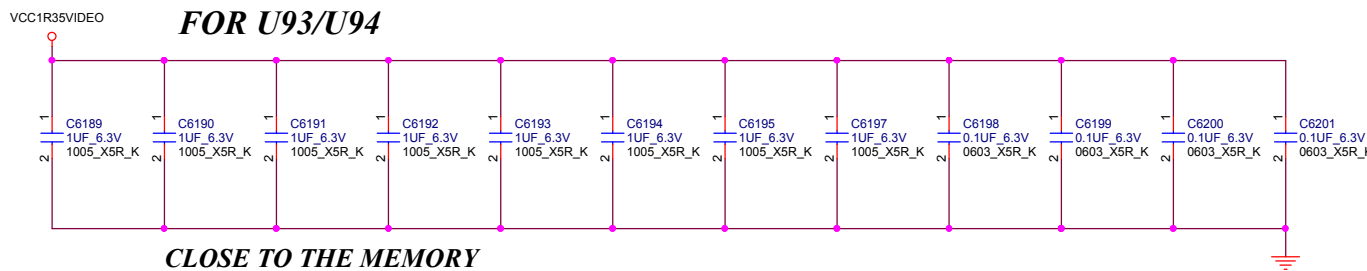 VCC1R35VIDEO
FOR U93/U94
1 C6189 1 C6190 1 C6191 1 C6192 1 C6193 1 C6194 1 C6195 1 C6197 1 C6198 1 C6199 1 C6200 1 C6201
1UF_6.3V 1UF_6.3V 1UF_6.3V 1UF_6.3V 1UF_6.3V 1UF_6.3V 1UF_6.3V 1UF_6.3V 0.1UF_6.3V 0.1UF_6.3V 0.1UF_6.3V 0.1UF_6.3V
2 1005_X5R_K 2 1005_X5R_K 2 1005_X5R_K 2 1005_X5R_K 2 1005_X5R_K 2 1005_X5R_K 2 1005_X5R_K 2 1005_X5R_K 2 0603_X5R_K 2 0603_X5R_K 2 0603_X5R_K 2 0603_X5R_K
CLOSE TO THE MEMORY